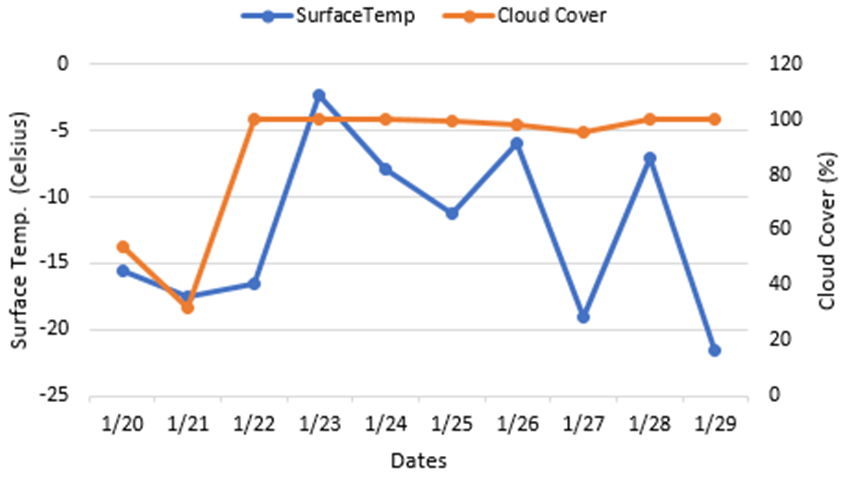 SurfaceTemp Cloud Cover
0 120
-5 100
-10 80
-15 60
-20 40
-25 20
0
Surface Temp. (Celsius)
Cloud Cover (%)
1/20 1/21 1/22 1/23 1/24 1/25 1/26 1/27 1/28 1/29
Dates